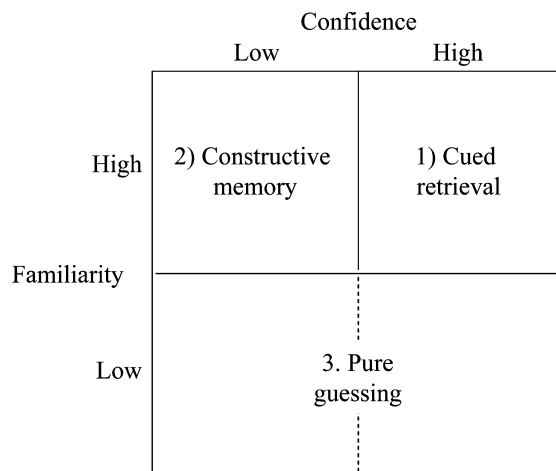 Confidence
Low High
High
2) Constructive
memory
1) Cued
retrieval
Familiarity
Low
3. Pure
guessing